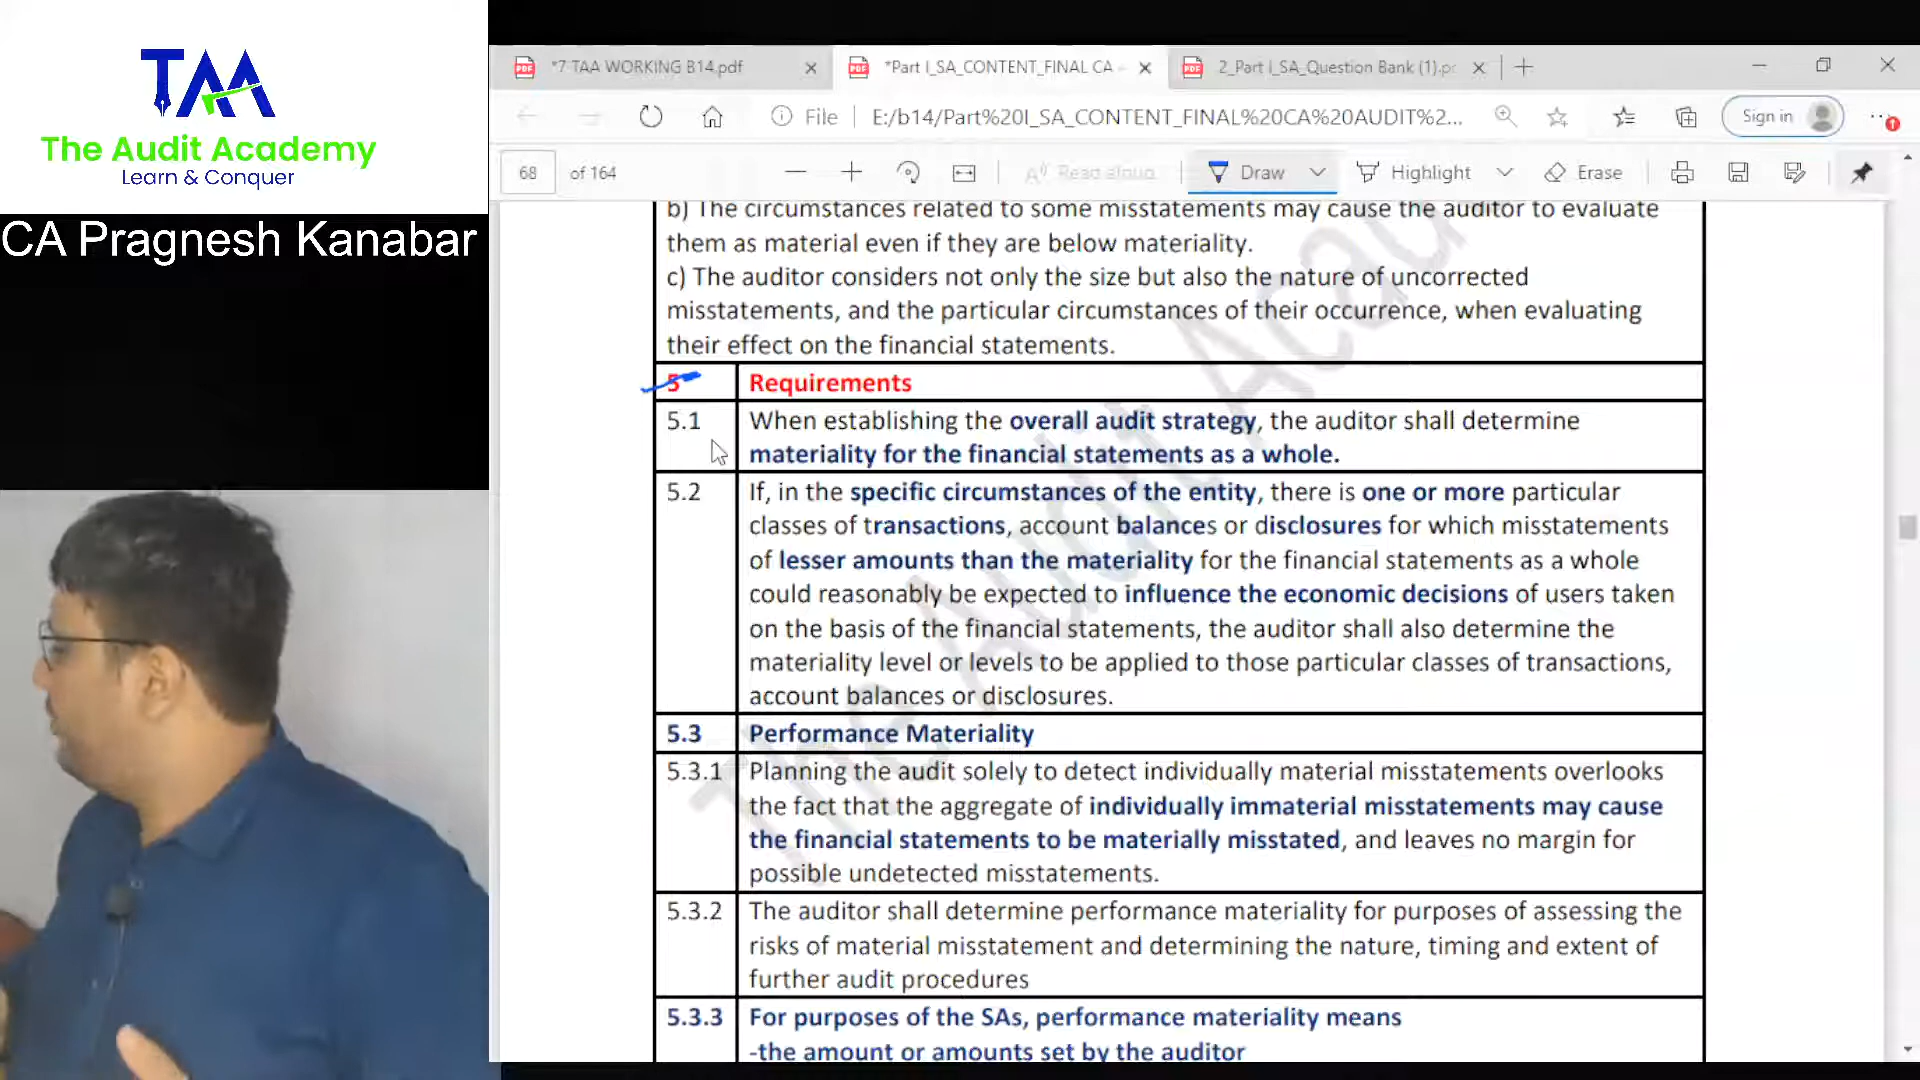 TAA
The Audit Academy
Learn & Conquer
CA Pragnesh Kanabar
*7 TAA WORKING B14.pdf
*Part I_SA_CONTENT_FINAL CA
2_Part I_SA_Question Bank (1).p
File
E:/b14/Part%20I_SA_CONTENT_FINAL%20CA%20AUDIT%2...
Sign in
68 of 164
Read aloud
Draw
Highlight
Erase
b) The circumstances related to some misstatements may cause the auditor to evaluate
them as material even if they are below materiality.
c) The auditor considers not only the size but also the nature of uncorrected
misstatements, and the particular circumstances of their occurrence, when evaluating
their effect on the financial statements.
5 Requirements
5.1 When establishing the overall audit strategy, the auditor shall determine
materiality for the financial statements as a whole.
5.2 If, in the specific circumstances of the entity, there is one or more particular
classes of transactions, account balances or disclosures for which misstatements
of lesser amounts than the materiality for the financial statements as a whole
could reasonably be expected to influence the economic decisions of users taken
on the basis of the financial statements, the auditor shall also determine the
materiality level or levels to be applied to those particular classes of transactions,
account balances or disclosures.
5.3 Performance Materiality
5.3.1 Planning the audit solely to detect individually material misstatements overlooks
the fact that the aggregate of individually immaterial misstatements may cause
the financial statements to be materially misstated, and leaves no margin for
possible undetected misstatements.
5.3.2 The auditor shall determine performance materiality for purposes of assessing the
risks of material misstatement and determining the nature, timing and extent of
further audit procedures
5.3.3 For purposes of the SAs, performance materiality means
-the amount or amounts set by the auditor
The Audit Aca